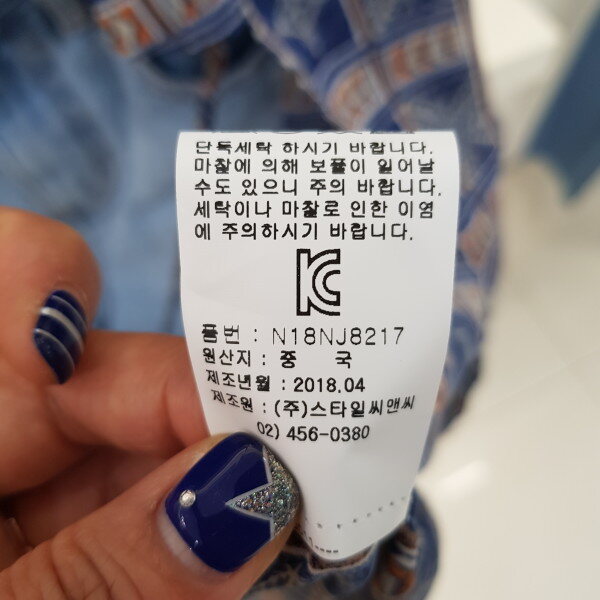 단독세탁 하시기 바랍니다.
마찰에 의해 보풀이 일어날
수도 있으니 주의 바랍니다.
세탁이나 마찰로 인한 이염
에 주의하시기 바랍니다.
품번 : N18NJ8217
원산지 : 중 국
제조년월 : 2018.04
제조원 : (주)스타일씨앤씨
02) 456-0380